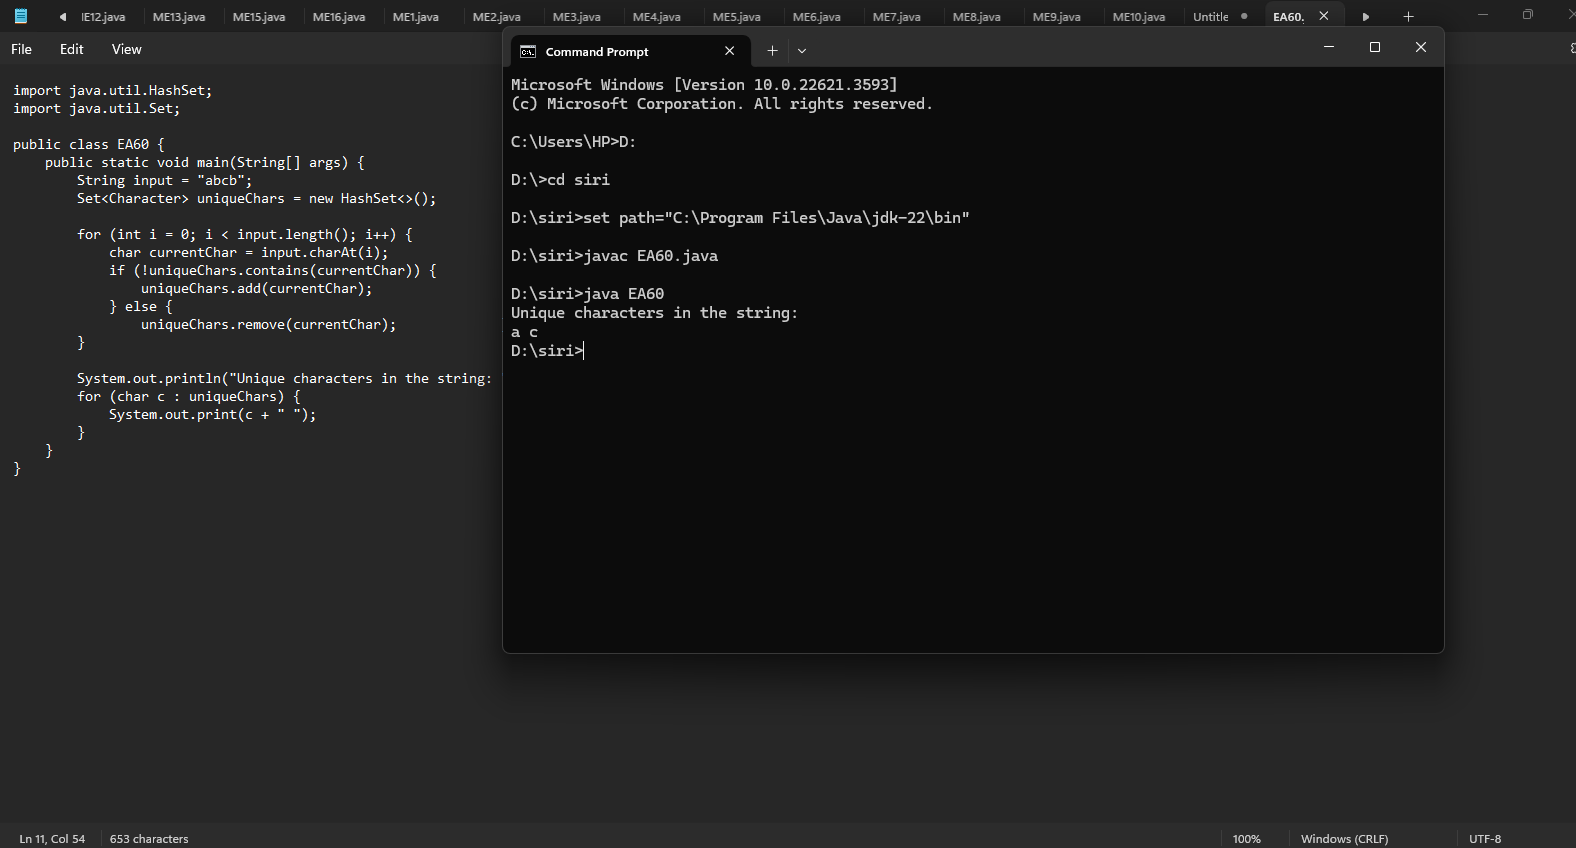 IE12.java ME13.java ME15.java ME16.java ME1.java ME2.java ME3.java ME4.java ME5.java ME6.java ME7.java ME8.java ME9.java ME10.java Untitle EA60.
File Edit View
import java.util.HashSet;
import java.util.Set;
public class EA60 {
public static void main(String[] args) {
String input = "abcb";
Set<Character> uniqueChars = new HashSet<>();
for (int i = 0; i < input.length(); i++) {
char currentChar = input.charAt(i);
if (!uniqueChars.contains(currentChar)) {
uniqueChars.add(currentChar);
} else {
uniqueChars.remove(currentChar);
}
System.out.println("Unique characters in the string:
for (char c : uniqueChars) {
System.out.print(c + " ");
}
}
}
Command Prompt
Microsoft Windows [Version 10.0.22621.3593]
(c) Microsoft Corporation. All rights reserved.
C:\Users\HP>D:
D:\>cd siri
D:\siri>set path="C:\Program Files\Java\jdk-22\bin"
D:\siri>javac EA60.java
D:\siri>java EA60
Unique characters in the string:
a c
D:\siri>
Ln 11, Col 54 653 characters 100% Windows (CRLF) UTF-8